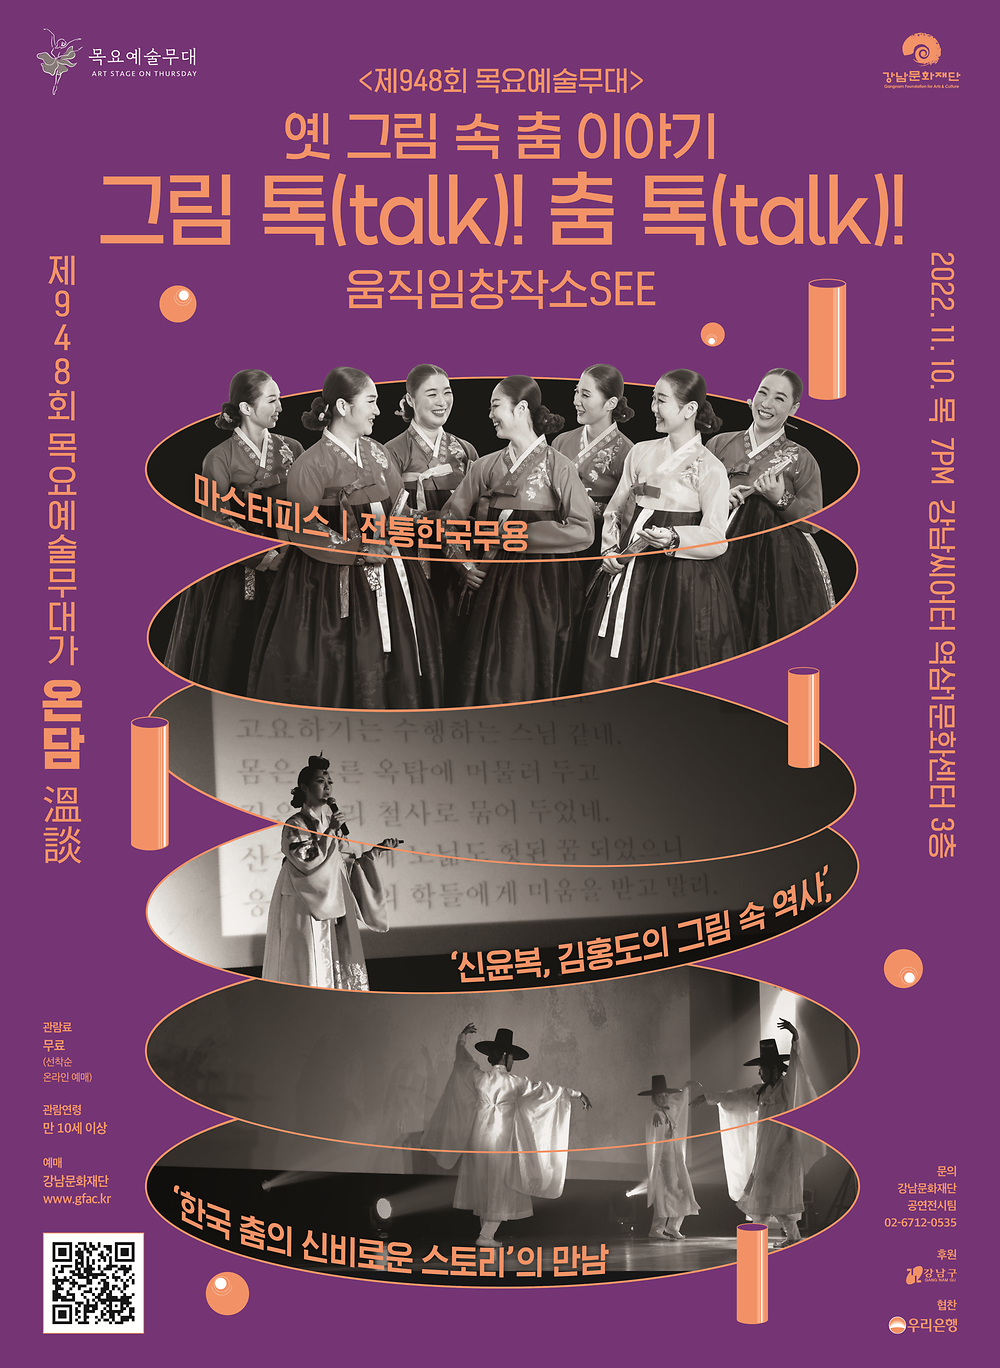 목요예술무대
ART STAGE ON THURSDAY
강남문화재단
Gangnam Foundation for Arts & Culture
<제948회 목요예술무대>
옛 그림 속 춤 이야기
그림 톡(talk)! 춤 톡(talk)!
움직임창작소SEE
제948회 목요예술무대가 온담 溫談
2022. 11. 10. 목 7PM 강남씨어터 역삼1문화센터 3층
마스터피스 | 전통한국무용
고요하기는 수행하는 스님 같네.
몸은 옥탑에 머물러 두고
철사로 묶어 두었네.
헛된 꿈 되었으니
학들에게 미움을 받고 말리.
‘신윤복, 김홍도의 그림 속 역사’,
‘한국 춤의 신비로운 스토리’의 만남
관람료
무료
(선착순
온라인 예매)
관람연령
만 10세 이상
예매
강남문화재단
www.gfac.kr
문의
강남문화재단
공연전시팀
02-6712-0535
후원
강남구
GANG NAM GU
협찬
우리은행